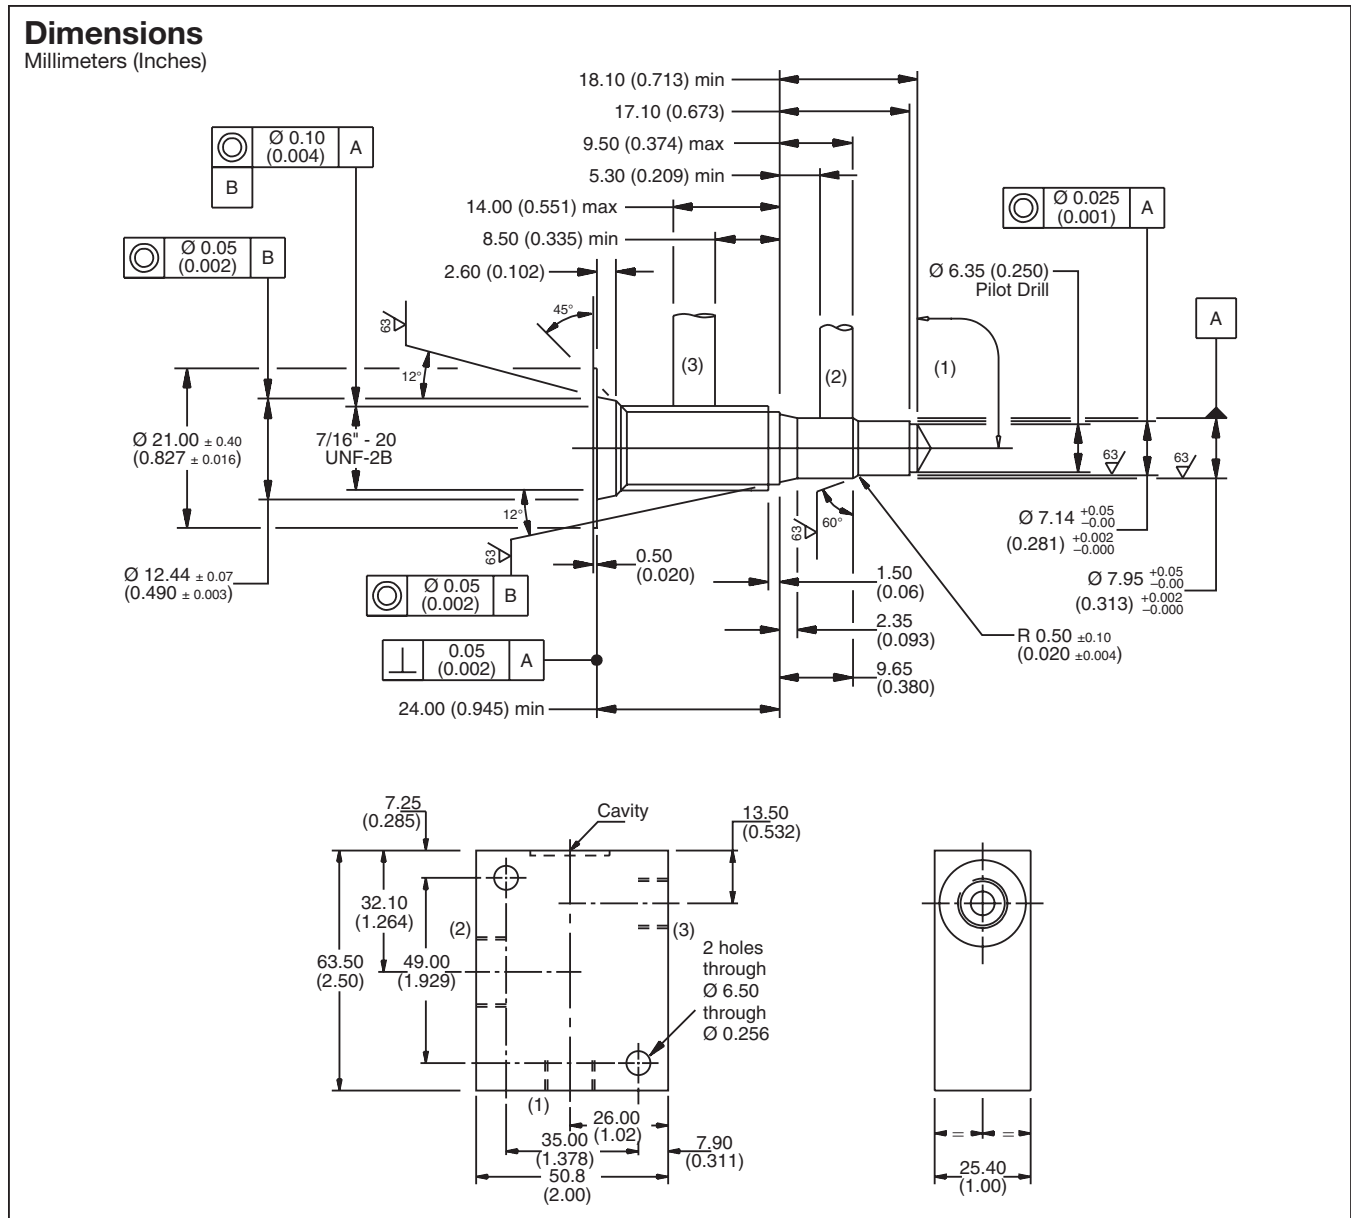 Dimensions
Millimeters (Inches)
18.10 (0.713) min
17.10 (0.673)
9.50 (0.374) max
5.30 (0.209) min
14.00 (0.551) max
8.50 (0.335) min
2.60 (0.102)
Ø 0.10
(0.004)
A
B
Ø 0.05
(0.002)
B
Ø 0.025
(0.001)
A
Ø 6.35 (0.250)
Pilot Drill
A
63
45°
12°
(3)
(2)
(1)
Ø 21.00 ± 0.40
(0.827 ± 0.016)
7/16" - 20
UNF-2B
63
63
12°
63
63
60°
Ø 12.44 ± 0.07
(0.490 ± 0.003)
Ø 0.05
(0.002)
B
0.50
(0.020)
Ø 7.14 +0.05 −0.00
(0.281) +0.002 −0.000
1.50
(0.06)
Ø 7.95 +0.05 −0.00
(0.313) +0.002 −0.000
2.35
(0.093)
R 0.50 ±0.10
(0.020 ±0.004)
⊥
0.05
(0.002)
A
9.65
(0.380)
24.00 (0.945) min
7.25
(0.285)
Cavity
13.50
(0.532)
32.10
(1.264)
(2)
(3)
63.50
(2.50)
49.00
(1.929)
2 holes
through
Ø 6.50
through
Ø 0.256
(1)
26.00
(1.02)
35.00
(1.378)
7.90
(0.311)
50.8
(2.00)
= =
25.40
(1.00)